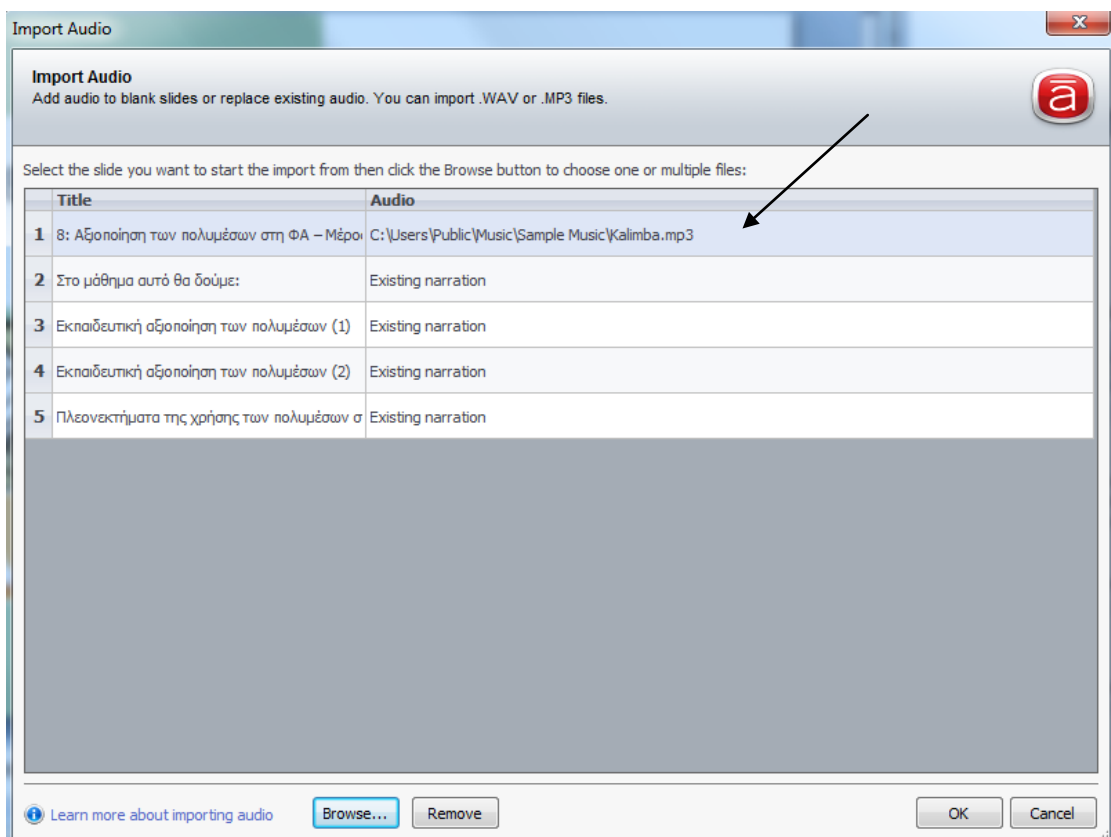 Import Audio
Import Audio
Add audio to blank slides or replace existing audio. You can import .WAV or .MP3 files.
ā
Select the slide you want to start the import from then click the Browse button to choose one or multiple files:
Title Audio
1 8: Αξιοποίηση των πολυμέσων στη ΦΑ – Μέρο C:\Users\Public\Music\Sample Music\Kalimba.mp3
2 Στο μάθημα αυτό θα δούμε: Existing narration
3 Εκπαιδευτική αξιοποίηση των πολυμέσων (1) Existing narration
4 Εκπαιδευτική αξιοποίηση των πολυμέσων (2) Existing narration
5 Πλεονεκτήματα της χρήσης των πολυμέσων σ Existing narration
Learn more about importing audio Browse... Remove OK Cancel